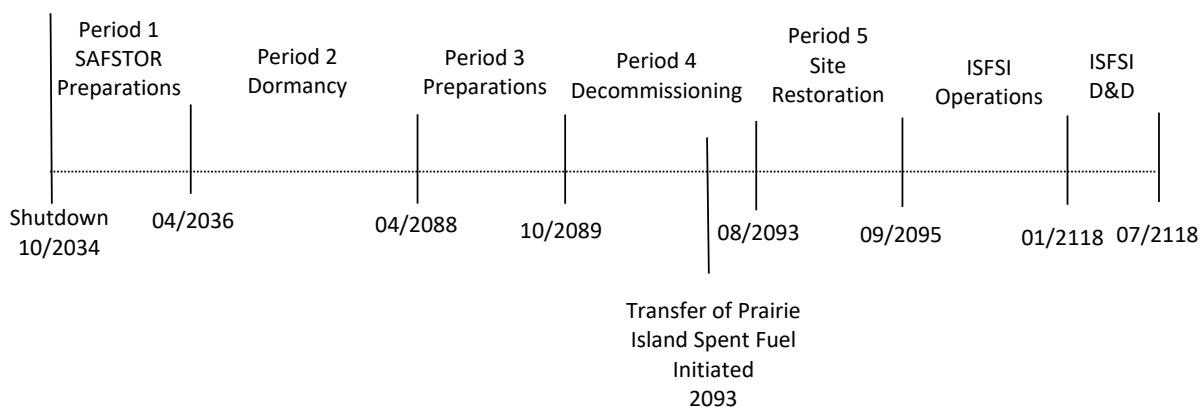 Period 1
SAFSTOR
Preparations
Period 2
Dormancy
Period 3
Preparations
Period 4
Decommissioning
Period 5
Site
Restoration
ISFSI
Operations
ISFSI
D&D
Shutdown
10/2034
04/2036
04/2088
10/2089
08/2093
09/2095
01/2118
07/2118
Transfer of Prairie
Island Spent Fuel
Initiated
2093